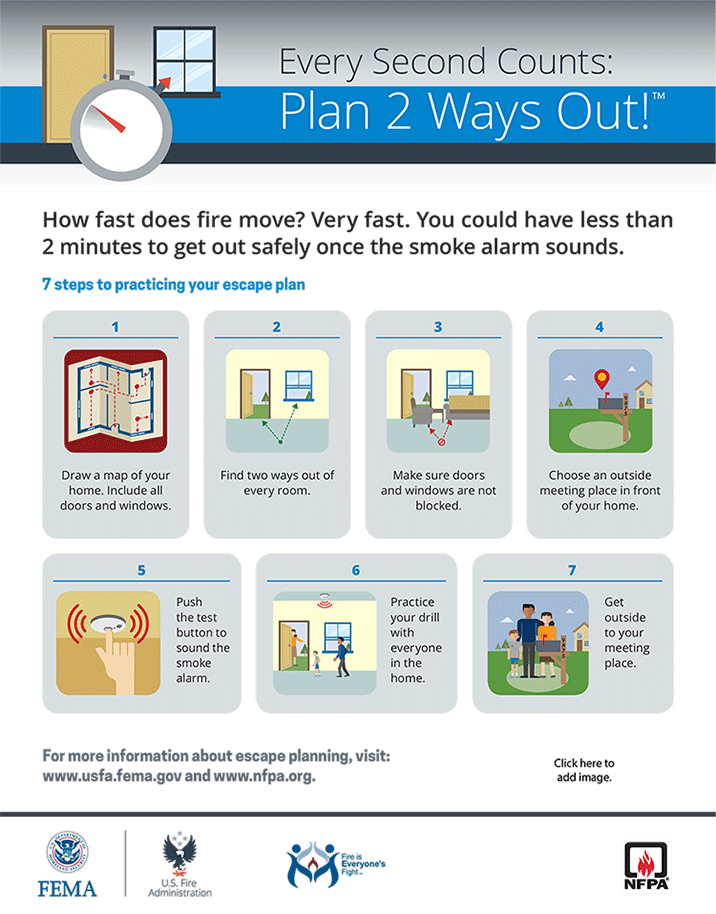 Every Second Counts:
Plan 2 Ways Out!™
How fast does fire move? Very fast. You could have less than
2 minutes to get out safely once the smoke alarm sounds.
7 steps to practicing your escape plan
1
Draw a map of your
home. Include all
doors and windows.
2
Find two ways out of
every room.
3
Make sure doors
and windows are not
blocked.
4
Choose an outside
meeting place in front
of your home.
5
Push
the test
button to
sound the
smoke
alarm.
6
Practice
your drill
with
everyone
in the
home.
7
Get
outside
to your
meeting
place.
For more information about escape planning, visit:
www.usfa.fema.gov and www.nfpa.org.
Click here to
add image.
FEMA
U.S. Fire
Administration
Fire is
Everyone's
Fight™
NFPA®